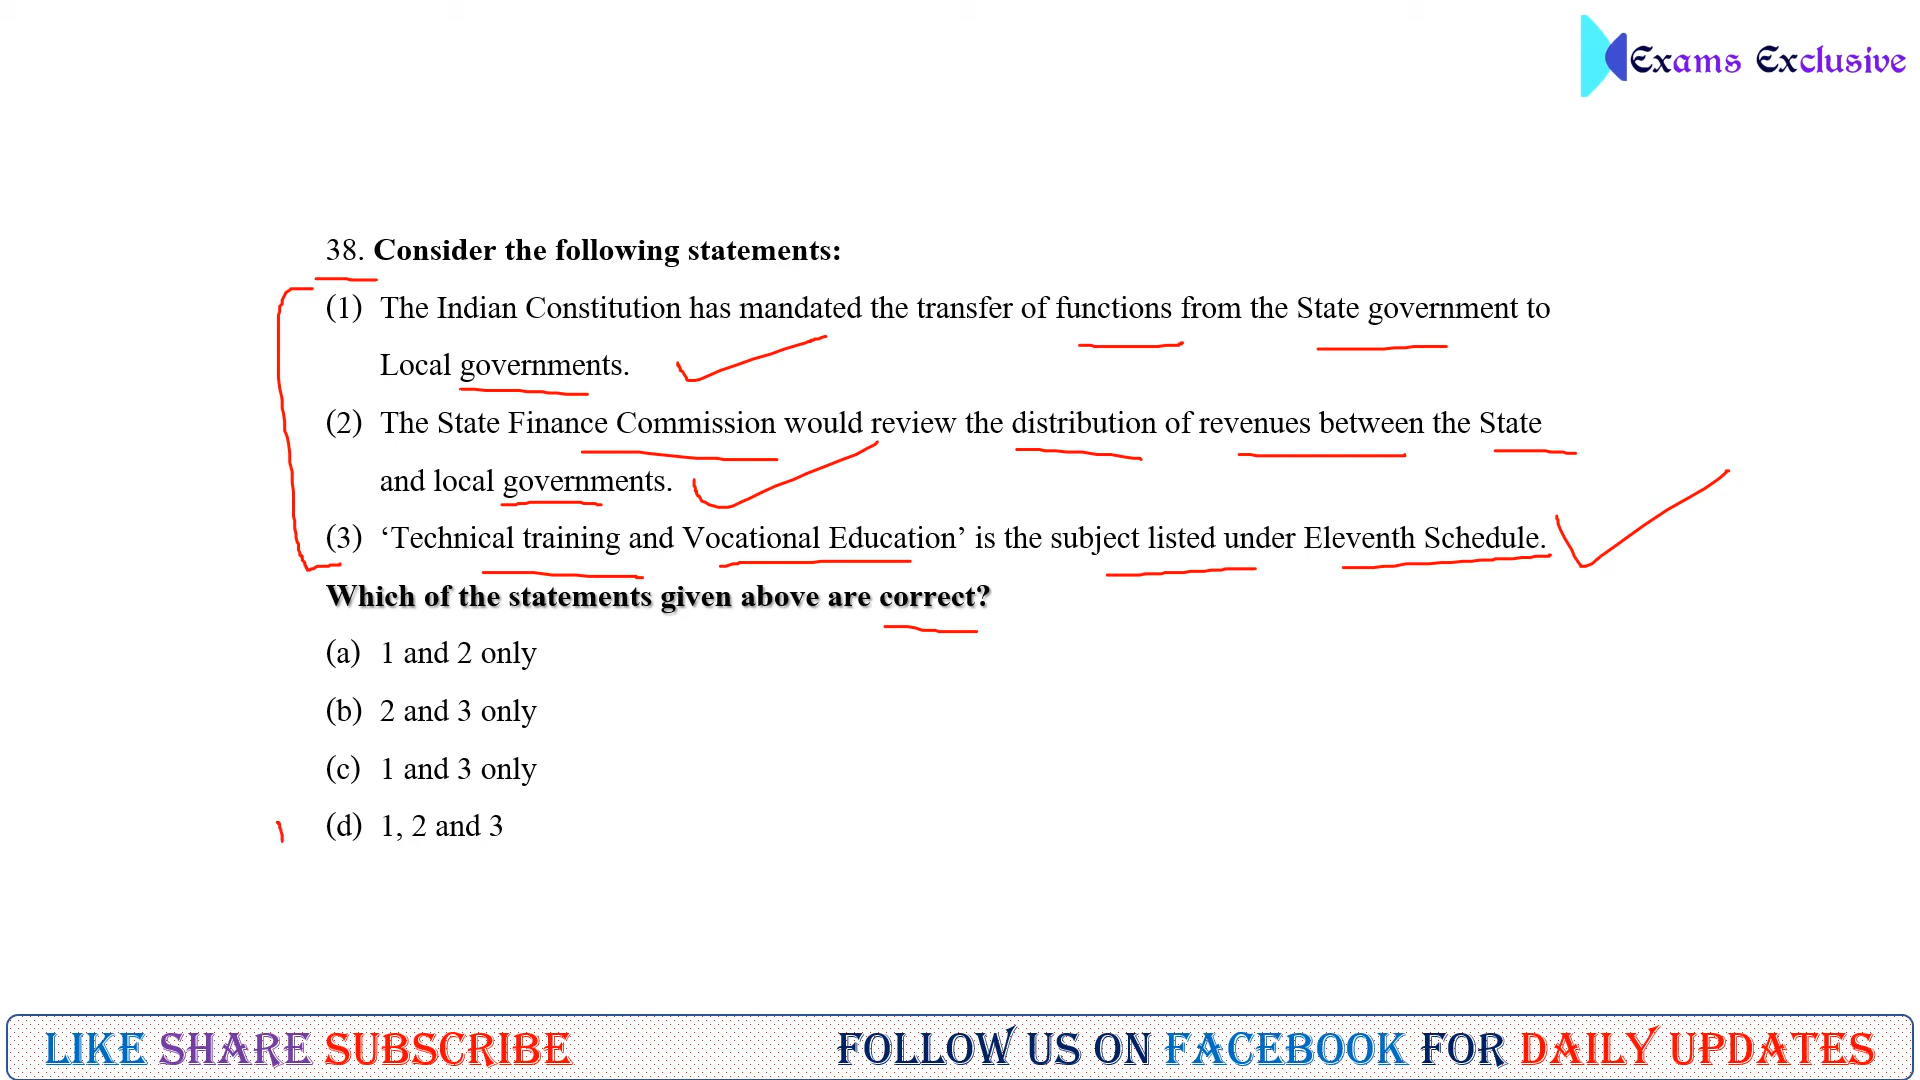 Exams Exclusive
38. Consider the following statements:
(1) The Indian Constitution has mandated the transfer of functions from the State government to
Local governments.
(2) The State Finance Commission would review the distribution of revenues between the State
and local governments.
(3) ‘Technical training and Vocational Education’ is the subject listed under Eleventh Schedule.
Which of the statements given above are correct?
(a) 1 and 2 only
(b) 2 and 3 only
(c) 1 and 3 only
(d) 1, 2 and 3
LIKE SHARE SUBSCRIBE FOLLOW US ON FACEBOOK FOR DAILY UPDATES